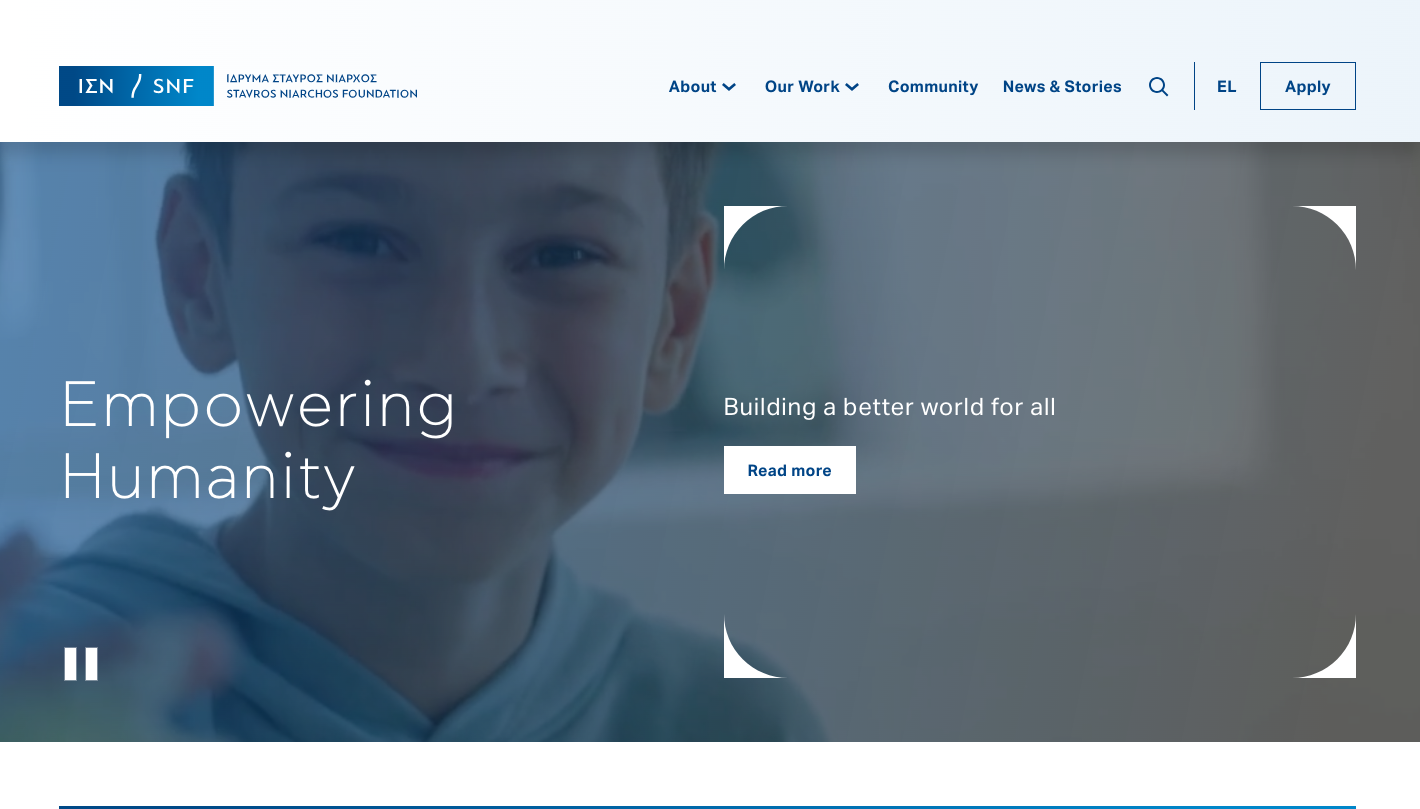 ΙΣΝ / SNF
ΙΔΡΥΜΑ ΣΤΑΥΡΟΣ ΝΙΑΡΧΟΣ
STAVROS NIARCHOS FOUNDATION
About
Our Work
Community
News & Stories
EL
Apply
Empowering
Humanity
Building a better world for all
Read more